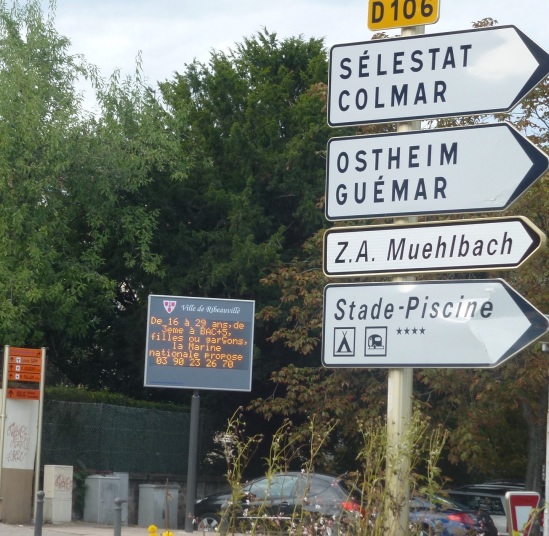 D106
SÉLESTAT
COLMAR
OSTHEIM
GUÉMAR
Z.A. Muehlbach
Stade-Piscine
****
Ville de Ribeauvillé
De 16 à 29 ans,de
3eme à BAC+5,
filles ou garçons,
la Marine
nationale propose
03 90 23 26 70